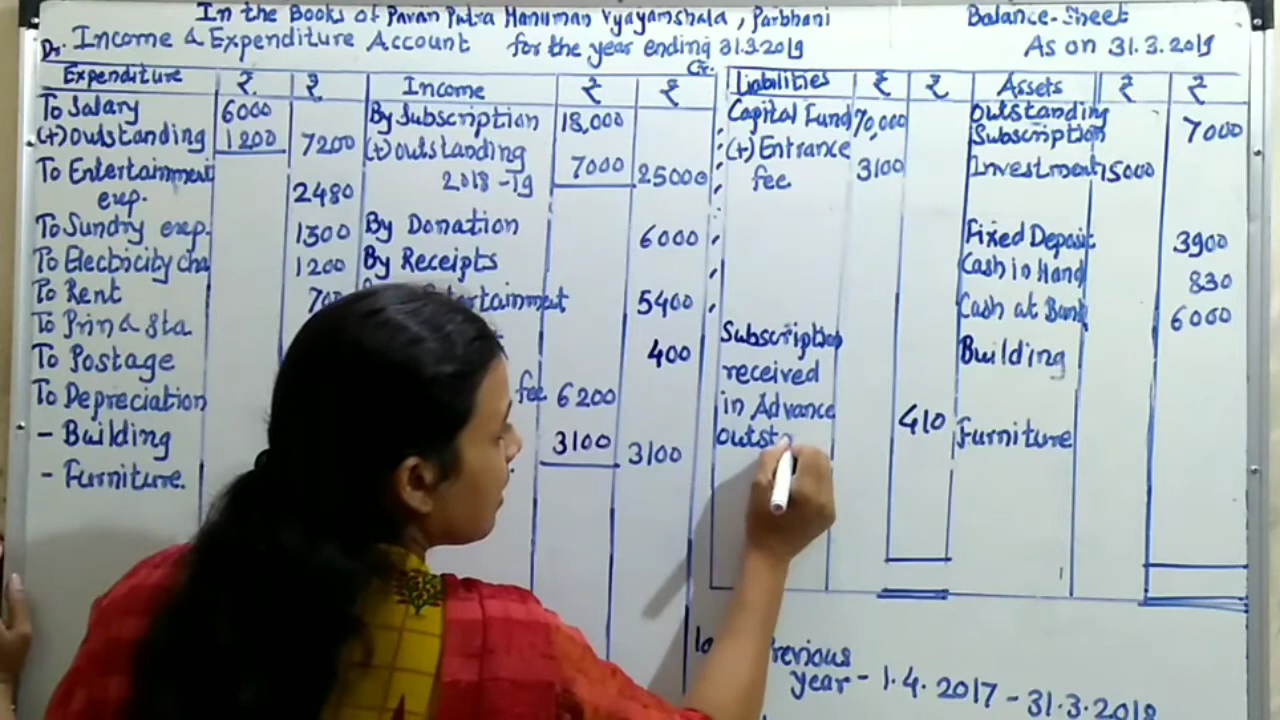 In the Books of Pavan Putra Hanuman Vyayamshala, Parbhani
Dr. Income & Expenditure Account for the year ending 31.3.2019
Cr.
Expenditure ₹. ₹. Income ₹ ₹
To Salary 6000 By Subscription 18,000
(+) outstanding 1200 7200 (+) outstanding
2018-19 7000 25000
To Entertainment
exp. 2480
To Sundry exp. 1300 By Donation 6000
To Electricity cha 1200 By Receipts
To Rent 5400
To Prin & Sta.
To Postage 400
To Depreciation fee 6200
- Building 3100 3100
- Furniture.
Balance-Sheet
As on 31.3.2019
Liabilities ₹ ₹ Assets ₹ ₹
Capital Fund 70,000 Outstanding
Subscription 7000
(+) Entrance
fee 3100 Investment 15000
Fixed Deposit 3900
Cash in Hand 830
Cash at Bank 6000
Subscription Building
received
in Advance 410 Furniture
Outst
Previous
year - 1.4.2017 - 31.3.2018